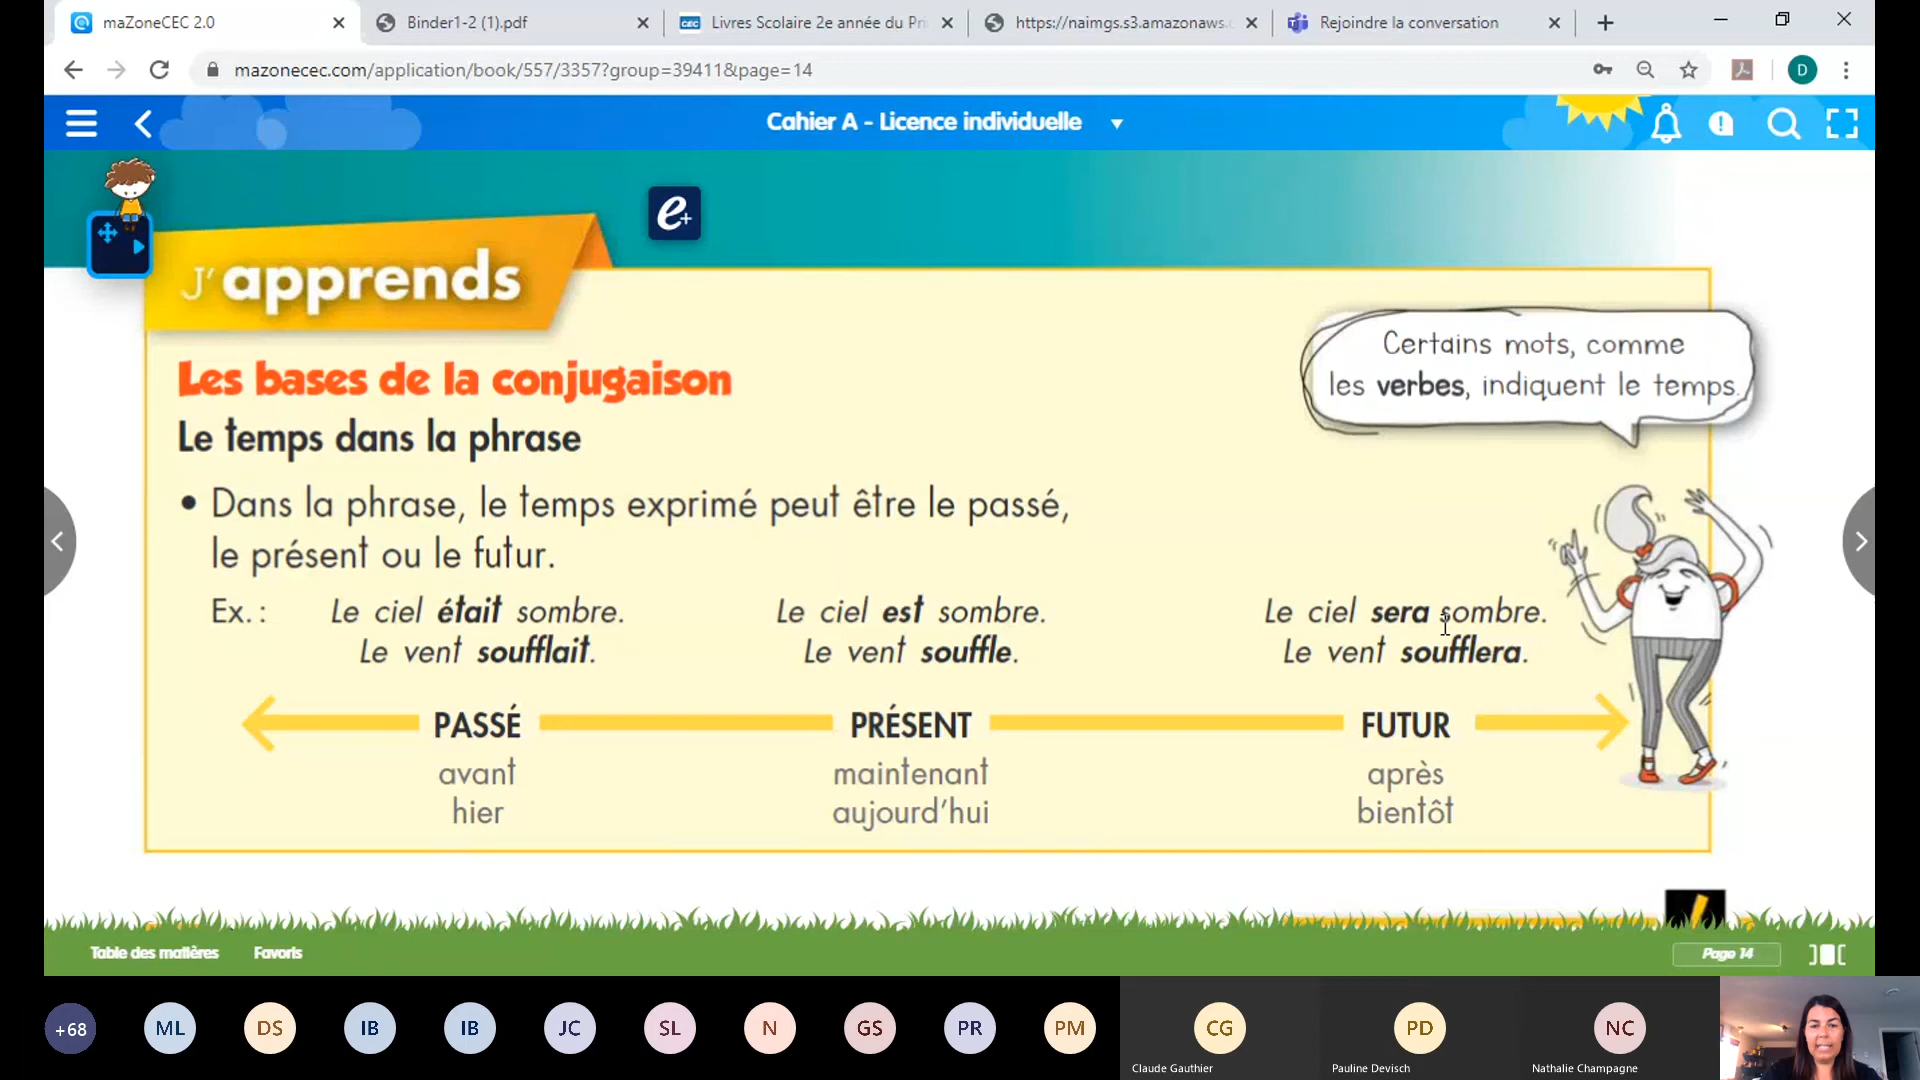 maZoneCEC 2.0
Binder1-2 (1).pdf
Livres Scolaire 2e année du Pri
https://naimgs.s3.amazonaws.c
Rejoindre la conversation
mazonecec.com/application/book/557/3357?group=39411&page=14
D
Cahier A - Licence individuelle
e+
J'apprends
Certains mots, comme
les verbes, indiquent le temps.
Les bases de la conjugaison
Le temps dans la phrase
• Dans la phrase, le temps exprimé peut être le passé,
le présent ou le futur.
Ex. : Le ciel était sombre. Le ciel est sombre. Le ciel sera sombre.
Le vent soufflait. Le vent souffle. Le vent soufflera.
PASSÉ PRÉSENT FUTUR
avant maintenant après
hier aujourd'hui bientôt
Table des matières Favoris Page 14
+68 ML DS IB IB JC SL N GS PR PM CG PD NC
Claude Gauthier Pauline Devisch Nathalie Champagne